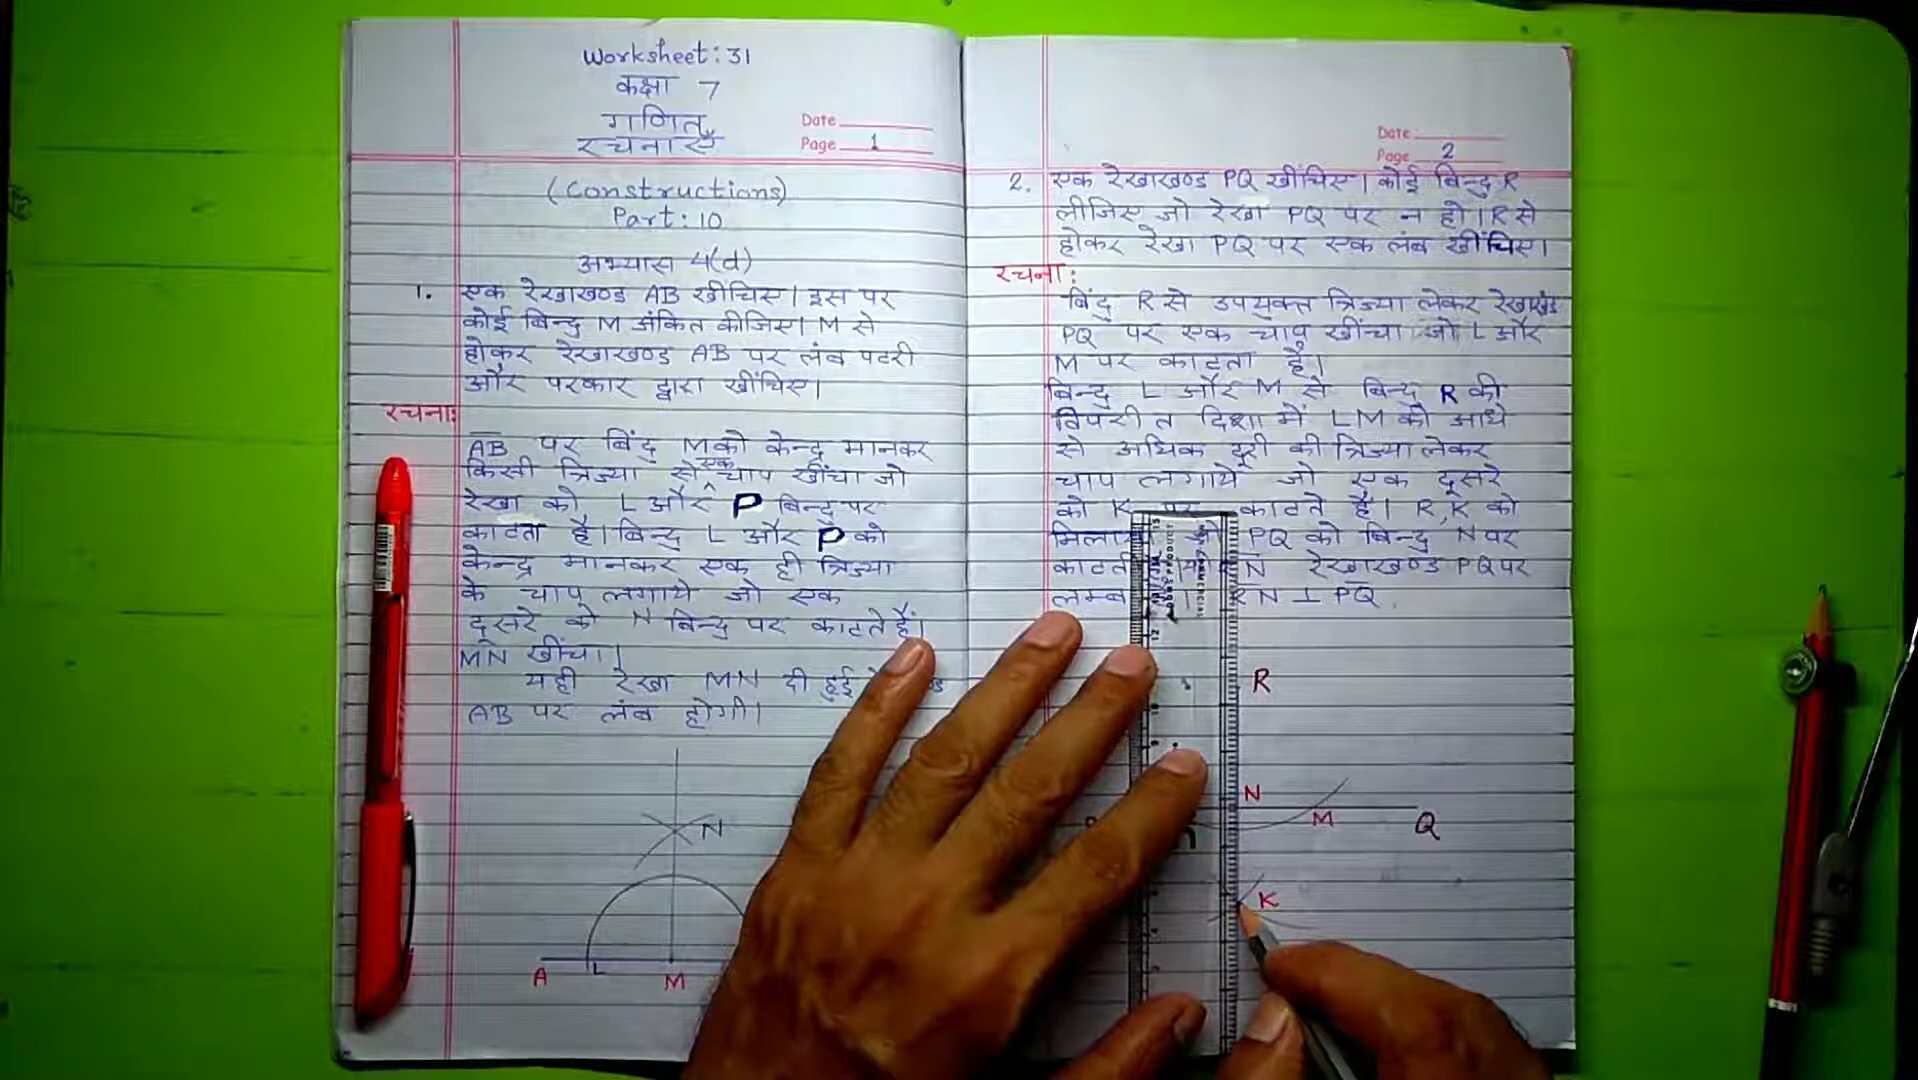 Worksheet: 31
कक्षा 7
गणित
रचनाएँ
Date
Page 1
(Constructions)
Part: 10
अभ्यास 4(d)
1. एक रेखाखण्ड AB खींचिए। इस पर
कोई बिन्दु M अंकित कीजिए। M से
होकर रेखाखण्ड AB पर लंब पटरी
और परकार द्वारा खींचिए।
रचना:
AB पर बिंदु M को केन्द्र मानकर
किसी त्रिज्या से एक चाप खींचा जो
रेखा को L और P बिन्दु पर
काटता है। बिन्दु L और P को
केन्द्र मानकर एक ही त्रिज्या
के चाप लगाये जो एक
दूसरे को N बिन्दु पर काटते हैं।
MN खींचा।
यही रेखा MN दी हुई
AB पर लंब होगी।
N
A L M
Date
Page 2
2. एक रेखाखण्ड PQ खींचिए। कोई बिन्दु R
लीजिए जो रेखा PQ पर न हो। R से
होकर रेखा PQ पर एक लंब खींचिए।
रचना:
बिंदु R से उपयुक्त त्रिज्या लेकर रेखाखंड
PQ पर एक चाप खींचा जो L और
M पर काटता है।
बिन्दु L और M से बिन्दु R की
विपरीत दिशा में LM की आधे
से अधिक दूरी की त्रिज्या लेकर
चाप लगाये जो एक दूसरे
को K पर काटते हैं। R, K को
PQ को बिन्दु N पर
N रेखाखण्ड PQ पर
लम्ब RN ⊥ PQ.
R
N
M
Q
K